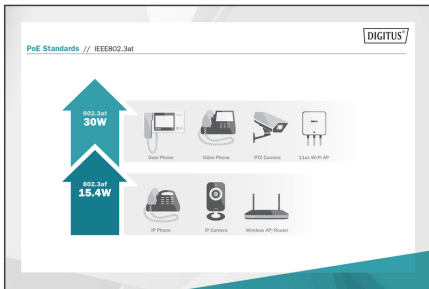 DIGITUS®
PoE Standards // IEEE802.3at
802.3at
30W
Door Phone Video Phone PTZ Camera 11ac Wi-Fi AP
802.3af
15.4W
IP Phone IP Camera Wireless AP/Router